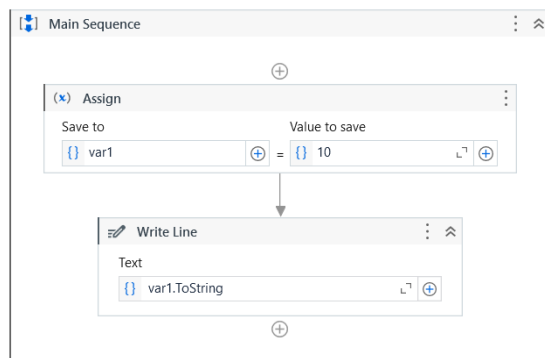 Main Sequence
(x) Assign
Save to Value to save
{} var1 = {} 10
Write Line
Text
{} var1.ToString